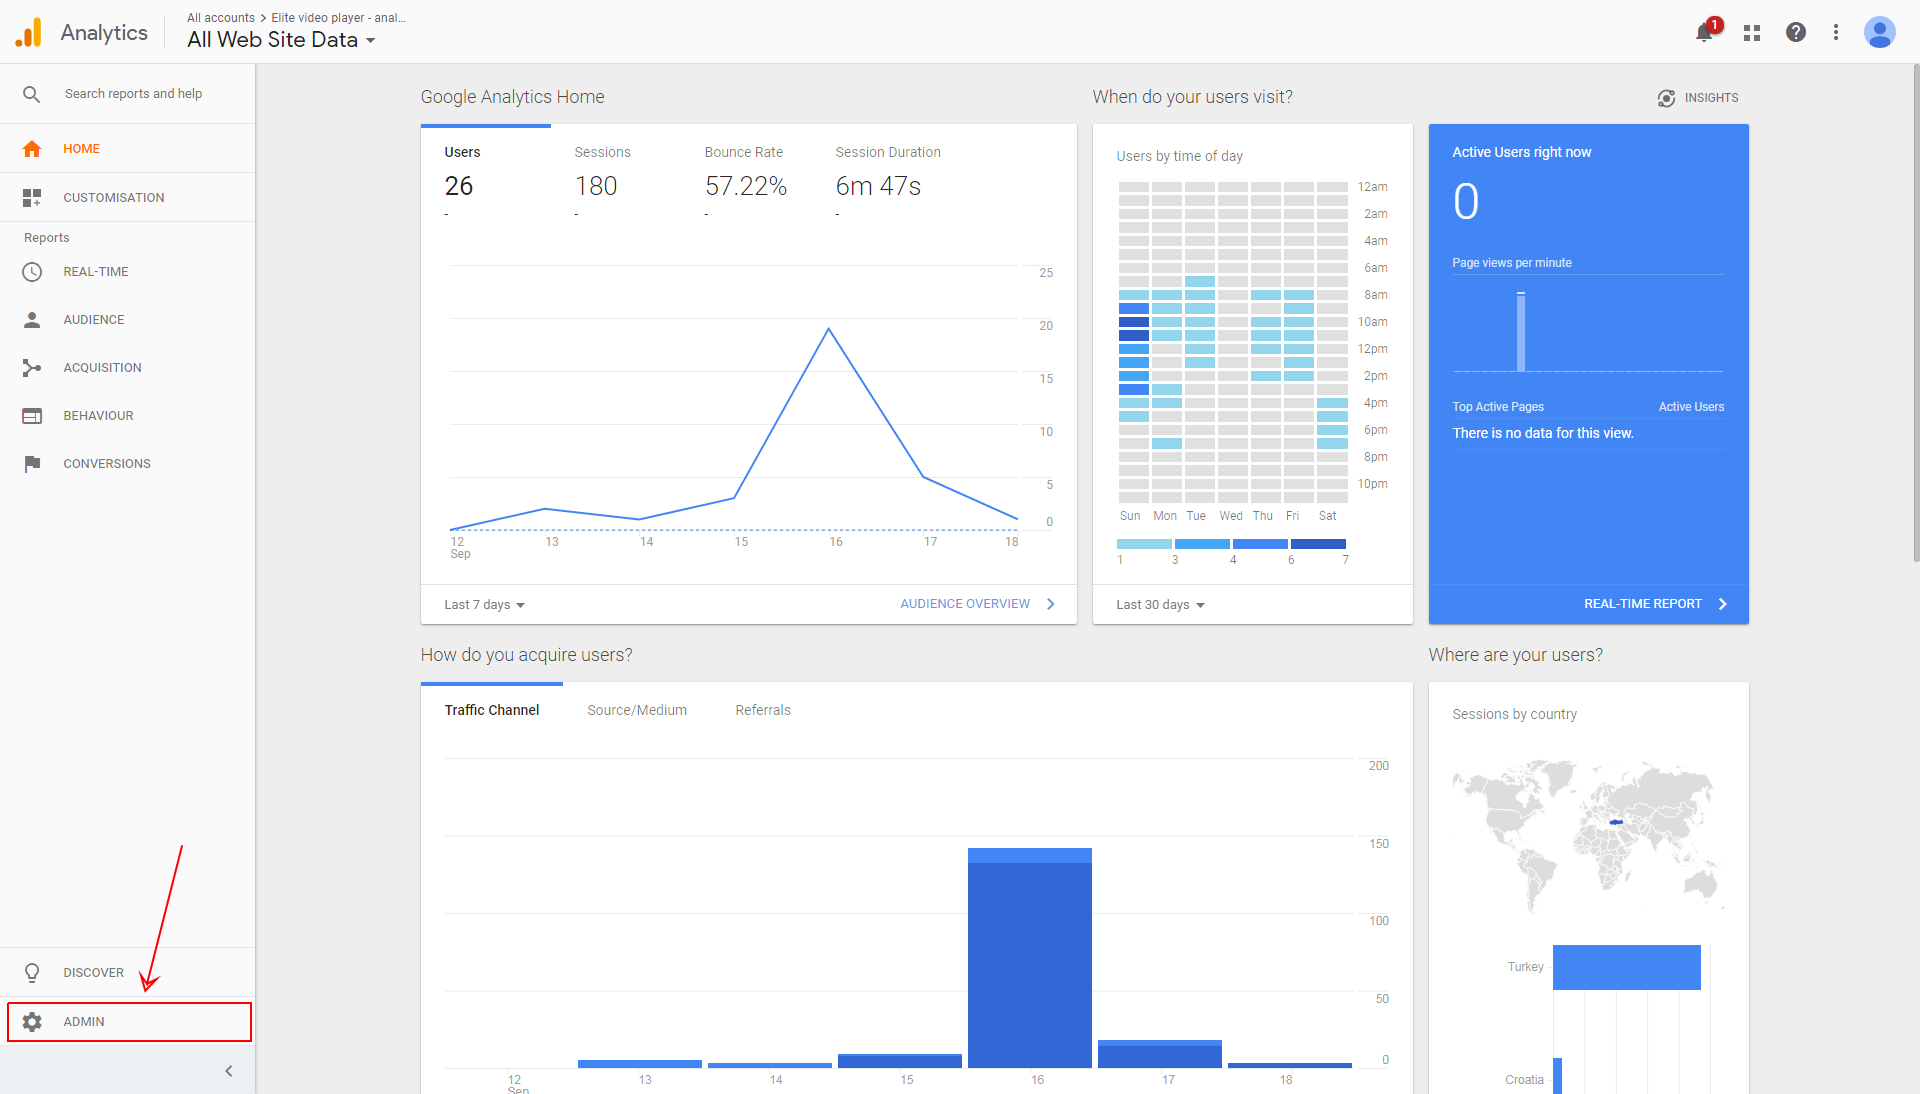 Analytics
All accounts > Elite video player - anal...
All Web Site Data
1
Search reports and help
HOME
CUSTOMISATION
Reports
REAL-TIME
AUDIENCE
ACQUISITION
BEHAVIOUR
CONVERSIONS
DISCOVER
ADMIN
Google Analytics Home
Users
26
-
Sessions
180
-
Bounce Rate
57.22%
-
Session Duration
6m 47s
-
25
20
15
10
5
0
12 13 14 15 16 17 18
Sep
Last 7 days
AUDIENCE OVERVIEW
When do your users visit?
Users by time of day
12am
2am
4am
6am
8am
10am
12pm
2pm
4pm
6pm
8pm
10pm
Sun Mon Tue Wed Thu Fri Sat
1 3 4 6 7
Last 30 days
INSIGHTS
Active Users right now
0
Page views per minute
Top Active Pages Active Users
There is no data for this view.
REAL-TIME REPORT
How do you acquire users?
Traffic Channel Source/Medium Referrals
200
150
100
50
0
12 13 14 15 16 17 18
Sep
Where are your users?
Sessions by country
Turkey
Croatia